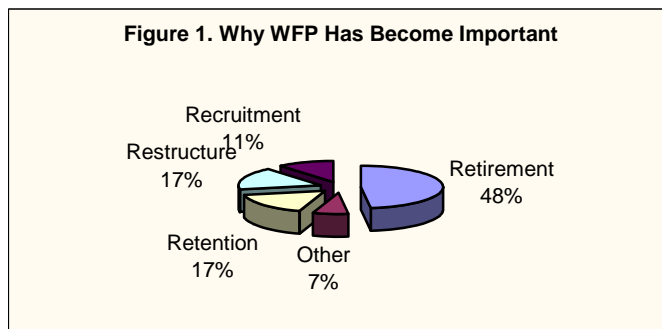 Figure 1. Why WFP Has Become Important
Recruitment
11%
Restructure
17%
Retirement
48%
Retention
17%
Other
7%